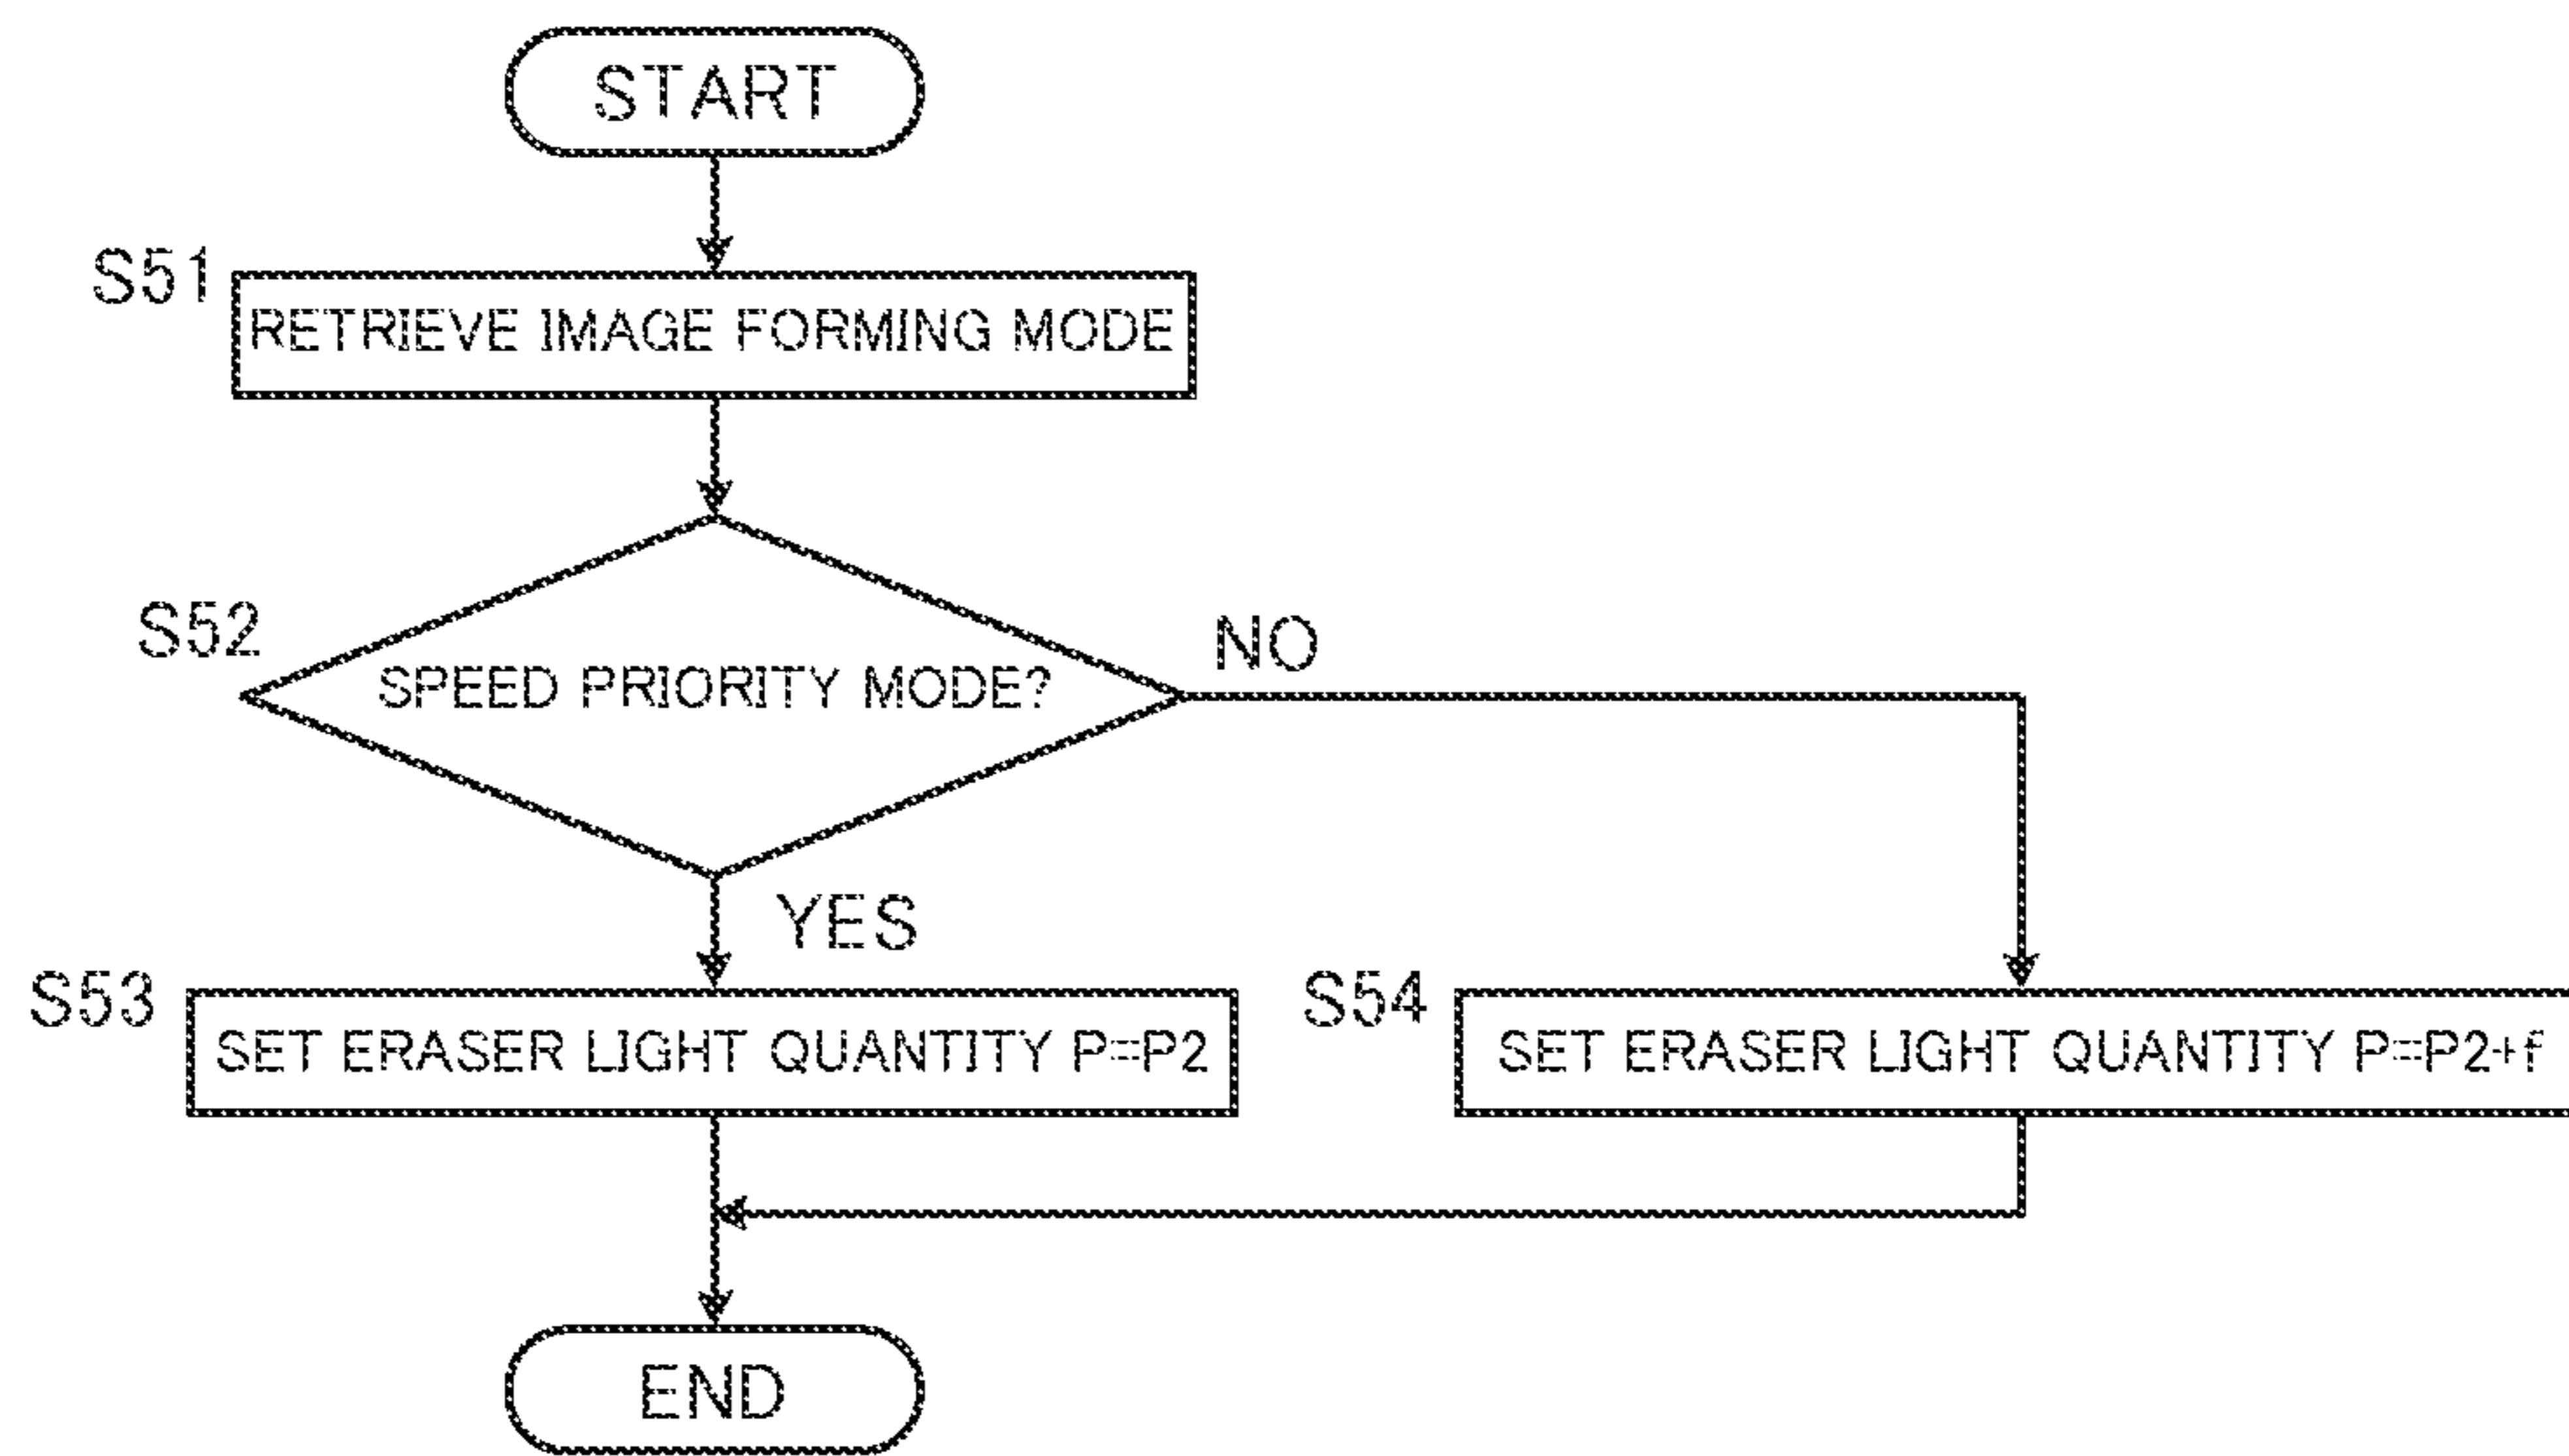 START
S51
RETRIEVE IMAGE FORMING MODE
S52
SPEED PRIORITY MODE?
NO
YES
S53
SET ERASER LIGHT QUANTITY P=P2
S54
SET ERASER LIGHT QUANTITY P=P2+f
END